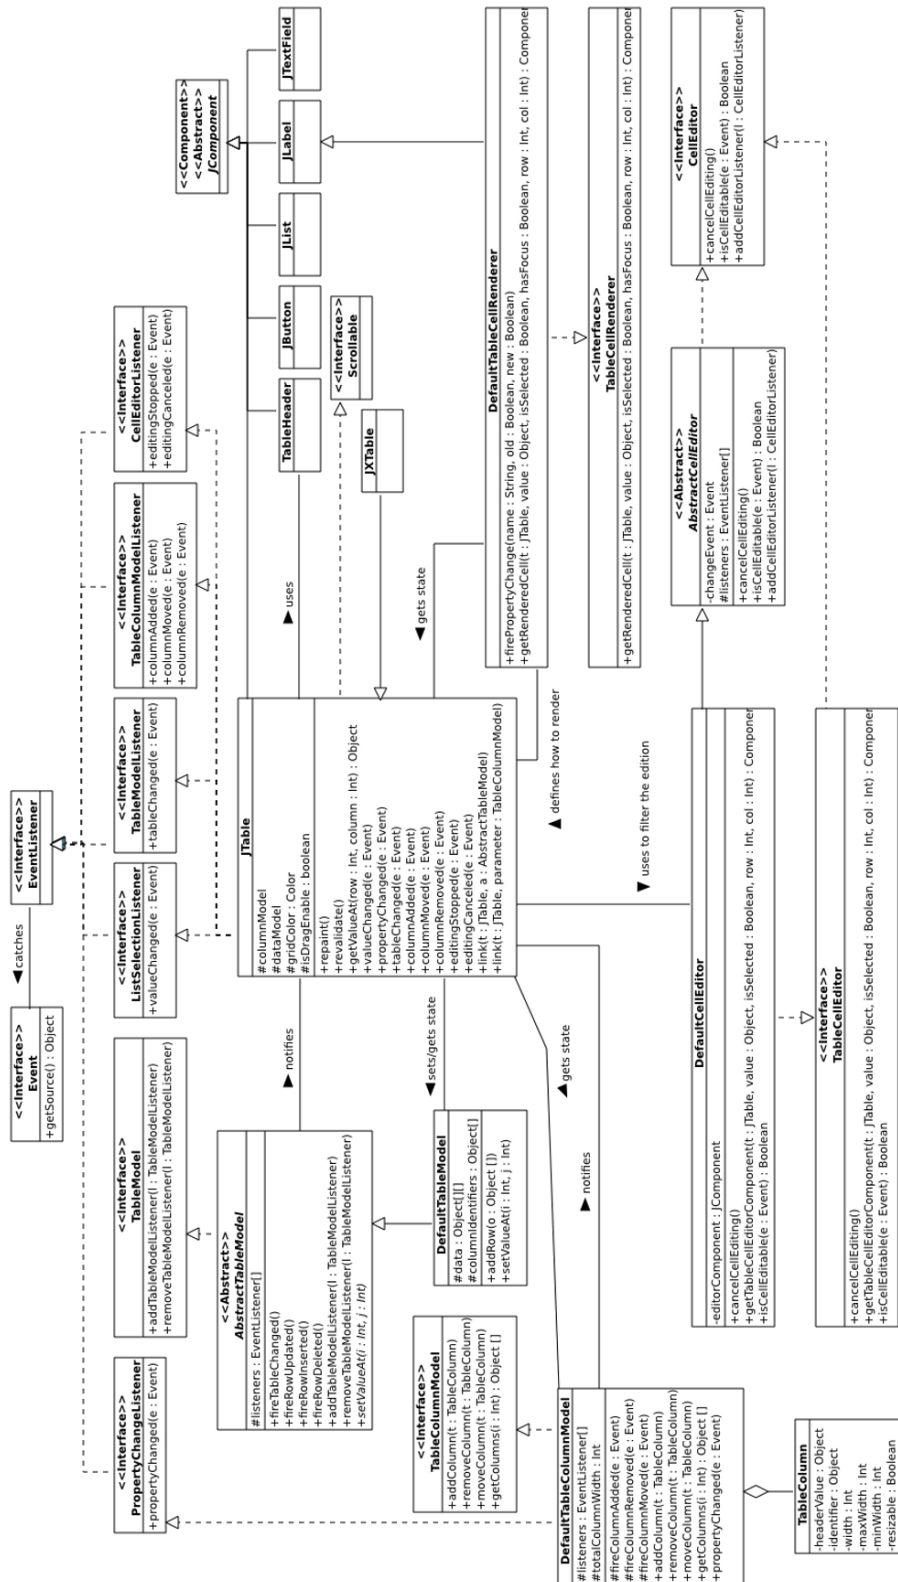 <<Interface>>
Event
+getSource() : Object
catches
<<Interface>>
EventListener
<<Interface>>
PropertyChangeListener
+propertyChanged(e : Event)
<<Interface>>
TableModel
+addTableModelListener(l : TableModelListener)
+removeTableModelListener(l : TableModelListener)
<<Interface>>
ListSelectionListener
+valueChanged(e : Event)
<<Interface>>
TableModelListener
+tableChanged(e : Event)
<<Interface>>
TableColumnModelListener
+columnAdded(e : Event)
+columnMoved(e : Event)
+columnRemoved(e : Event)
<<Interface>>
CellEditorListener
+editingStopped(e : Event)
+editingCanceled(e : Event)
<<Component>>
<<Abstract>>
JComponent
<<Abstract>>
AbstractTableModel
#listeners : EventListener[]
+fireTableChanged()
+fireRowUpdated()
+fireRowInserted()
+fireRowDeleted()
+addTableModelListener(l : TableModelListener)
+removeTableModelListener(l : TableModelListener)
+setValueAt(i : Int, j : Int)
notifies
JTable
#columnModel
#dataModel
#gridColor : Color
#isDragEnable : boolean
+repaint()
+revalidate()
+getValueAt(row : Int, column : Int) : Object
+valueChanged(e : Event)
+propertyChanged(e : Event)
+tableChanged(e : Event)
+columnAdded(e : Event)
+columnMoved(e : Event)
+columnRemoved(e : Event)
+editingStopped(e : Event)
+editingCanceled(e : Event)
+link(t : JTable, a : AbstractTableModel)
+link(t : JTable, parameter : TableColumnModel)
uses
TableHeader
JButton
JList
JLabel
JTextField
<<Interface>>
Scrollable
JXTable
<<Interface>>
TableColumnModel
+addColumn(t : TableColumn)
+removeColumn(t : TableColumn)
+moveColumn(t : TableColumn)
+getColumns(i : Int) : Object []
DefaultTableModel
#data : Object[][]
#columnIdentifiers : Object[]
+addRow(o : Object [])
+setValueAt(i : Int, j : Int)
sets/gets state
gets state
DefaultTableCellRenderer
+firePropertyChange(name : String, old : Boolean, new : Boolean)
+getRenderedCell(t : JTable, value : Object, isSelected : Boolean, hasFocus : Boolean, row : Int, col : Int) : Componer
defines how to render
<<Interface>>
TableCellRenderer
+getRenderedCell(t : JTable, value : Object, isSelected : Boolean, hasFocus : Boolean, row : Int, col : Int) : Componer
gets state
notifies
DefaultTableColumnModel
#listeners : EventListener[]
#totalColumnWidth : Int
#fireColumnAdded(e : Event)
#fireColumnRemoved(e : Event)
#fireColumnMoved(e : Event)
+addColumn(t : TableColumn)
+removeColumn(t : TableColumn)
+moveColumn(t : TableColumn)
+getColumns(i : Int) : Object []
+propertyChanged(e : Event)
uses to filter the edition
<<Abstract>>
AbstractCellEditor
-changeEvent : Event
#listeners : EventListener[]
+cancelCellEditing()
+isCellEditable(e : Event) : Boolean
+addCellEditorListener(l : CellEditorListener)
<<Interface>>
CellEditor
+cancelCellEditing()
+isCellEditable(e : Event) : Boolean
+addCellEditorListener(l : CellEditorListener)
DefaultCellEditor
-editorComponent : JComponent
+cancelCellEditing()
+getTableCellEditorComponent(t : JTable, value : Object, isSelected : Boolean, row : Int, col : Int) : Componer
+isCellEditable(e : Event) : Boolean
<<Interface>>
TableCellEditor
+cancelCellEditing()
+getTableCellEditorComponent(t : JTable, value : Object, isSelected : Boolean, row : Int, col : Int) : Componer
+isCellEditable(e : Event) : Boolean
TableColumn
-headerValue : Object
-identifier : Object
-width : Int
-maxWidth : Int
-minWidth : Int
-resizable : Boolean